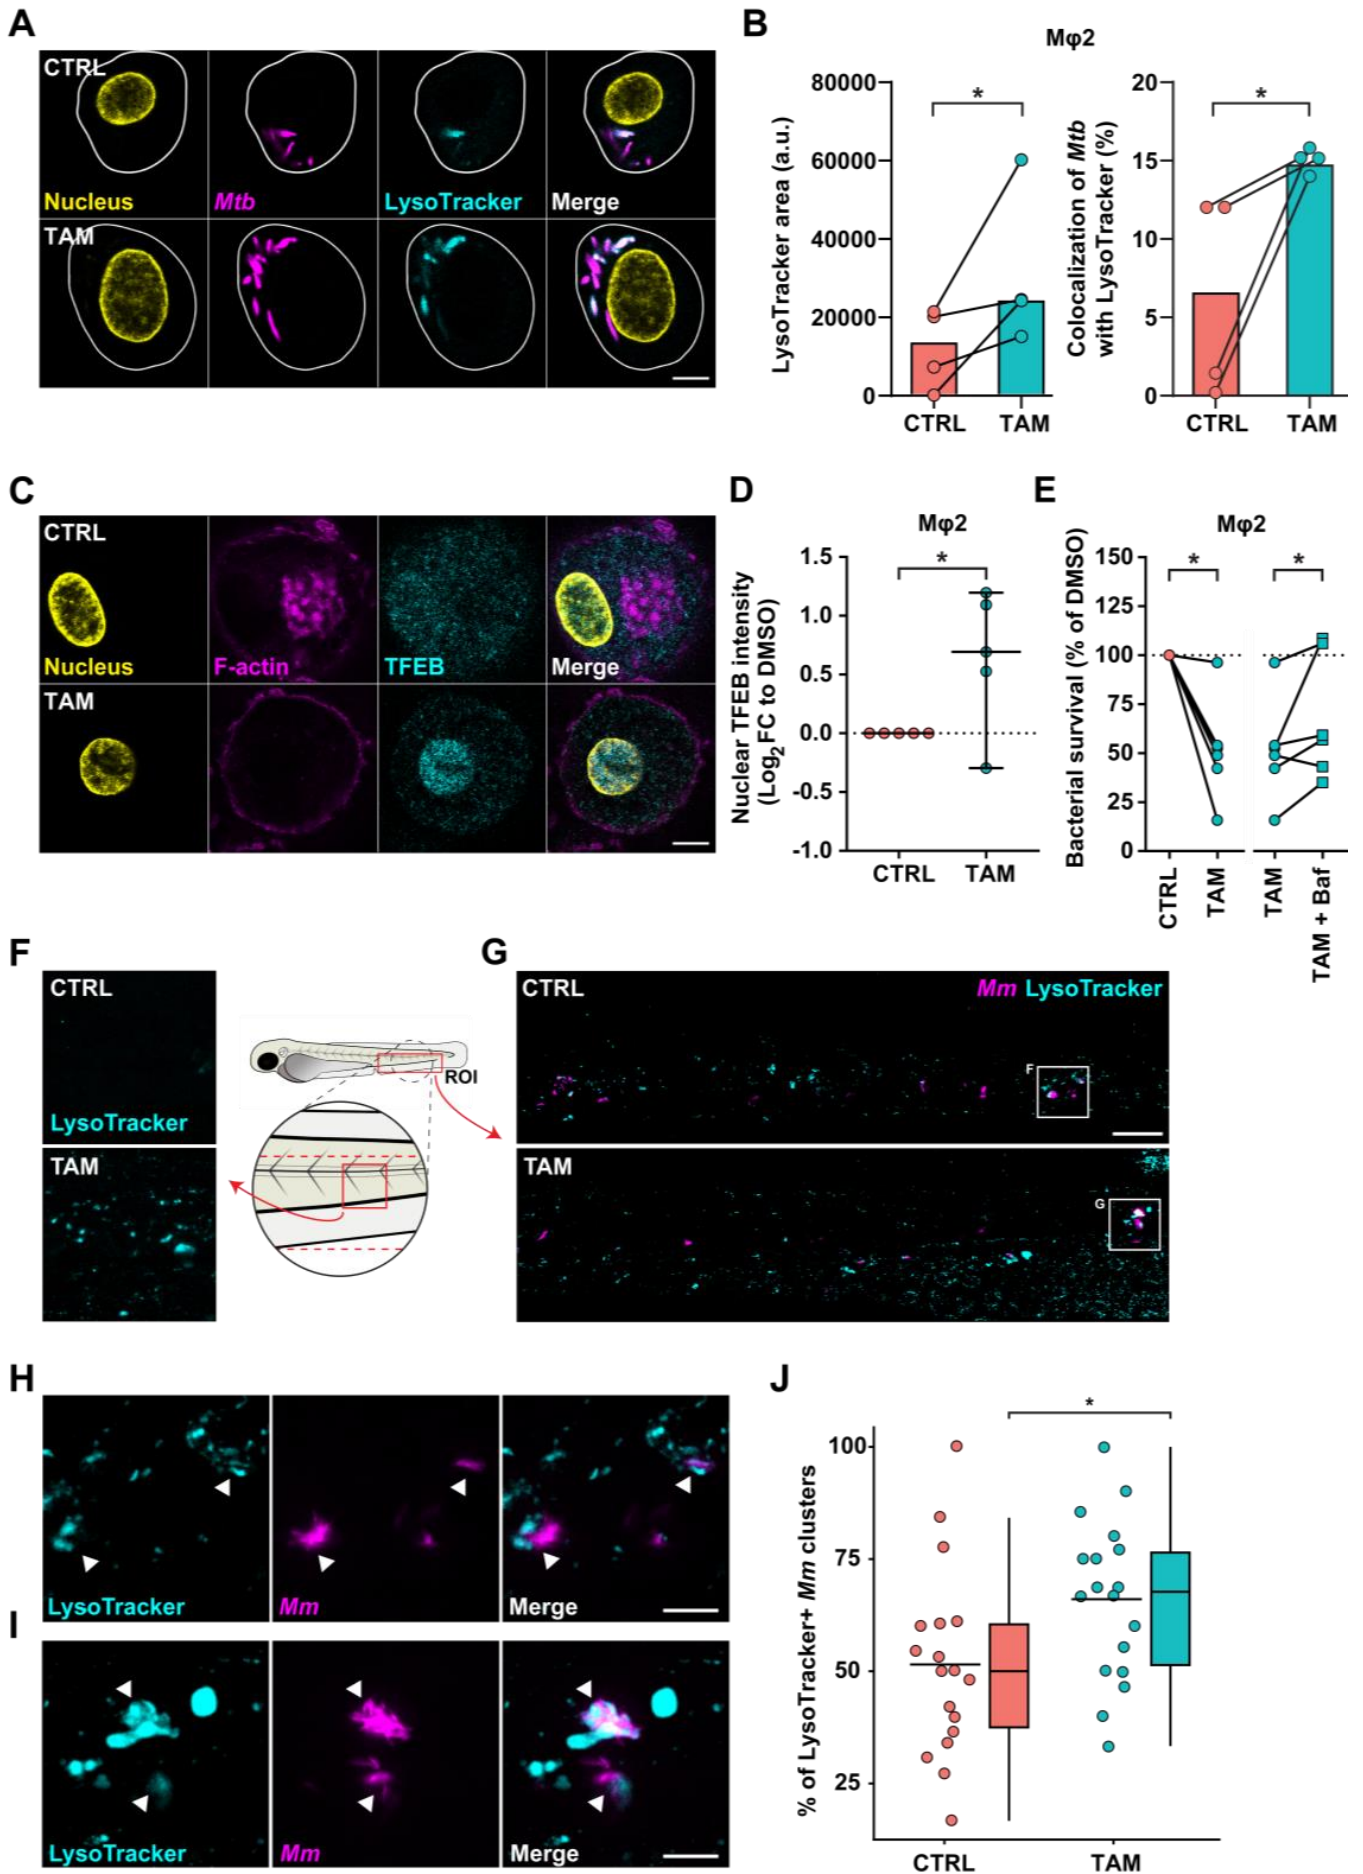 A
CTRL
Nucleus
Mtb
LysoTracker
Merge
TAM
B
Mφ2
LysoTracker area (a.u.)
80000
60000
40000
20000
0
CTRL
TAM
*
Colocalization of Mtb
with LysoTracker (%)
20
15
10
5
0
CTRL
TAM
*
C
CTRL
Nucleus
F-actin
TFEB
Merge
TAM
D
Mφ2
Nuclear TFEB intensity
(Log2 FC to DMSO)
1.5
1.0
0.5
0.0
-0.5
-1.0
CTRL
TAM
*
E
Mφ2
Bacterial survival (% of DMSO)
150
125
100
75
50
25
0
CTRL
TAM
TAM
TAM + Baf
*
*
F
CTRL
LysoTracker
TAM
ROI
G
CTRL
Mm LysoTracker
F
TAM
G
H
LysoTracker
Mm
Merge
I
LysoTracker
Mm
Merge
J
% of LysoTracker+ Mm clusters
100
75
50
25
CTRL
TAM
*